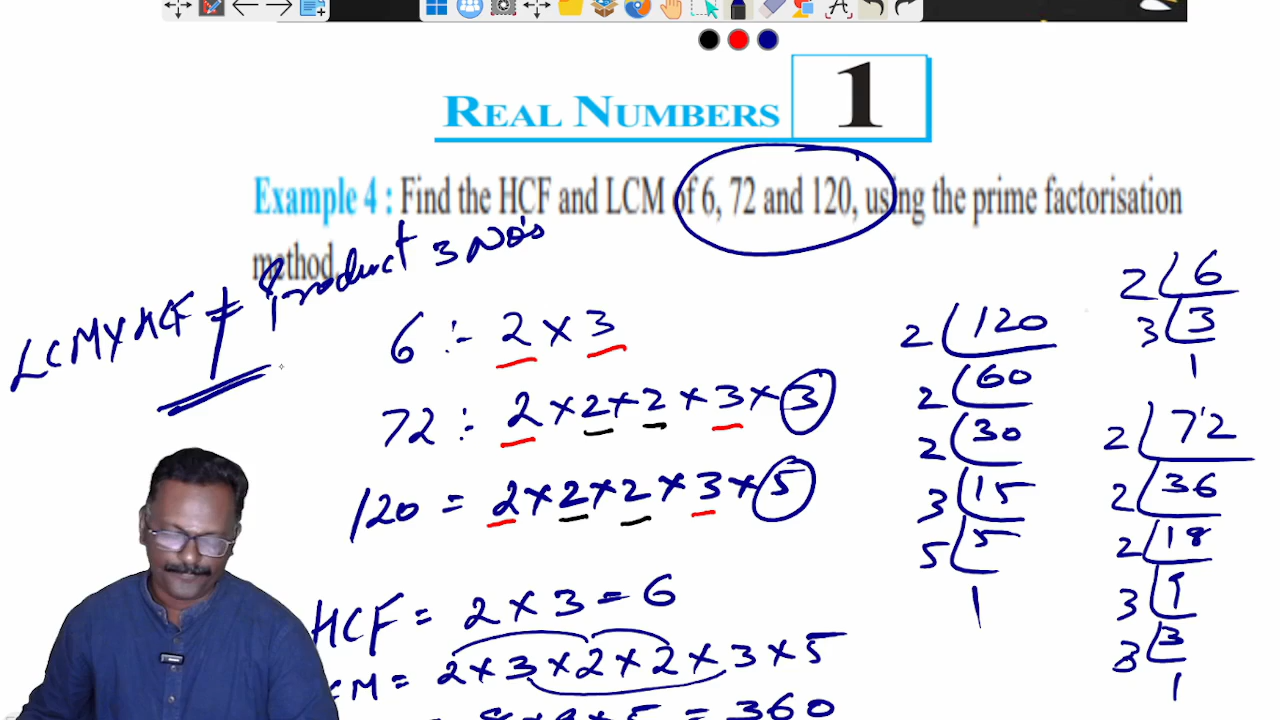 REAL NUMBERS 1
Example 4 : Find the HCF and LCM of 6, 72 and 120, using the prime factorisation
method.
LCM×HCF ≠ Product 3 No's
6 :- 2 × 3
72 :- 2 × 2 × 2 × 3 × 3
120 = 2 × 2 × 2 × 3 × 5
HCF = 2 × 3 = 6
LCM = 2 × 3 × 2 × 2 × 3 × 5
= 8 × 9 × 5 = 360
2 120
2 60
2 30
3 15
5 5
1
2 6
3 3
1
2 72
2 36
2 18
3 9
3 3
1